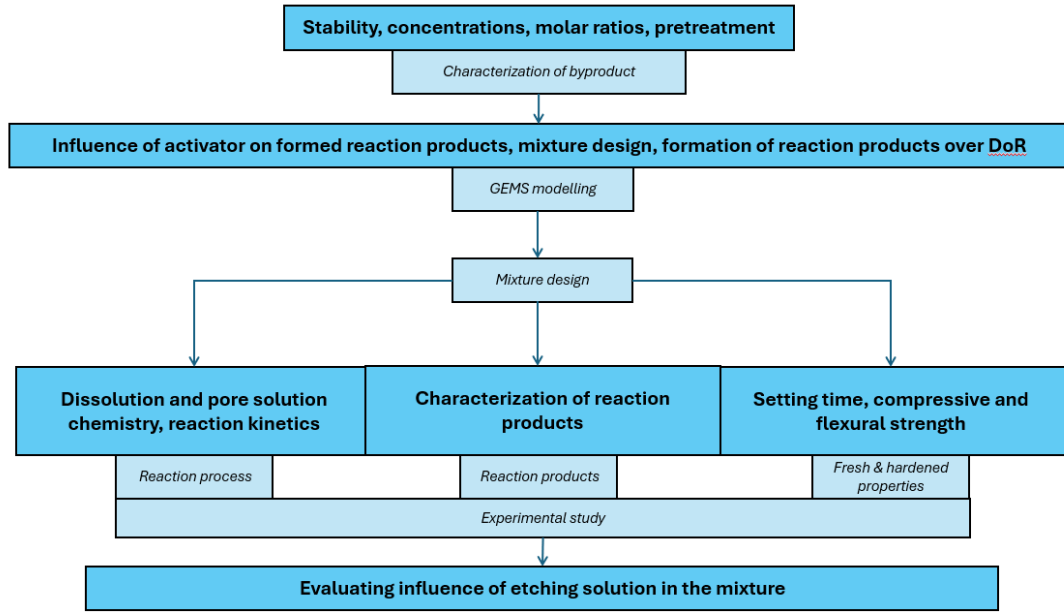 Stability, concentrations, molar ratios, pretreatment
Characterization of byproduct
Influence of activator on formed reaction products, mixture design, formation of reaction products over DoR
GEMS modelling
Mixture design
Dissolution and pore solution
chemistry, reaction kinetics
Characterization of reaction
products
Setting time, compressive and
flexural strength
Reaction process
Reaction products
Fresh & hardened
properties
Experimental study
Evaluating influence of etching solution in the mixture